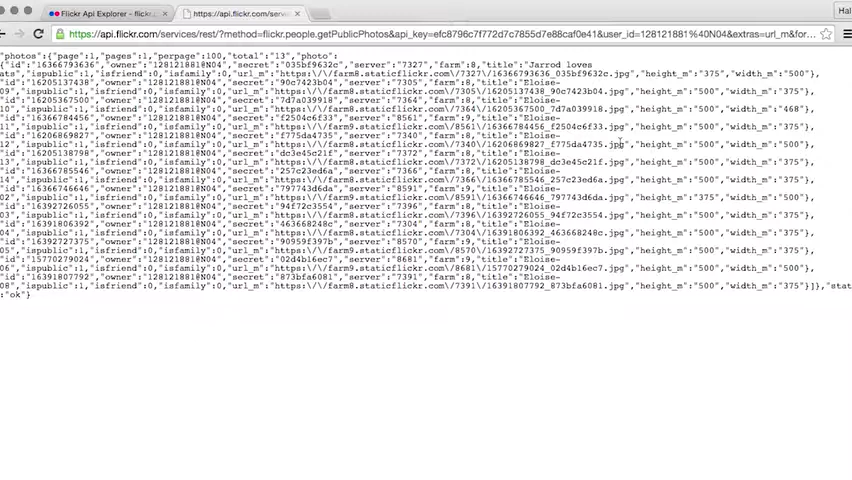 Flickr Api Explorer - flickr.p
https://api.flickr.com/serv
Hal
https://api.flickr.com/services/rest/?method=flickr.people.getPublicPhotos&api_key=efc8796c7f772d7c7855d7e88caf0e41&user_id=128121881%40N04&extras=url_m&for...
"photos":{"page":1,"pages":1,"perpage":100,"total":"13","photo":
{"id":"16366793636","owner":"128121881@N04","secret":"035bf9632c","server":"7327","farm":8,"title":"Jarrod loves
ats","ispublic":1,"isfriend":0,"isfamily":0,"url_m":"https:\/\/farm8.staticflickr.com\/7327\/16366793636_035bf9632c.jpg","height_m":"375","width_m":"500"},
"id":"16205137438","owner":"128121881@N04","secret":"90c7423b04","server":"7305","farm":8,"title":"Eloise-
09","ispublic":1,"isfriend":0,"isfamily":0,"url_m":"https:\/\/farm8.staticflickr.com\/7305\/16205137438_90c7423b04.jpg","height_m":"500","width_m":"375"},
"id":"16205367500","owner":"128121881@N04","secret":"7d7a039918","server":"7364","farm":8,"title":"Eloise-
10","ispublic":1,"isfriend":0,"isfamily":0,"url_m":"https:\/\/farm8.staticflickr.com\/7364\/16205367500_7d7a039918.jpg","height_m":"500","width_m":"468"},
"id":"16366784456","owner":"128121881@N04","secret":"f2504c6f33","server":"8561","farm":9,"title":"Eloise-
11","ispublic":1,"isfriend":0,"isfamily":0,"url_m":"https:\/\/farm9.staticflickr.com\/8561\/16366784456_f2504c6f33.jpg","height_m":"500","width_m":"375"},
"id":"16206869827","owner":"128121881@N04","secret":"f775da4735","server":"7340","farm":8,"title":"Eloise-
12","ispublic":1,"isfriend":0,"isfamily":0,"url_m":"https:\/\/farm8.staticflickr.com\/7340\/16206869827_f775da4735.jpg","height_m":"500","width_m":"375"},
"id":"16205138798","owner":"128121881@N04","secret":"dc3e45c21f","server":"7372","farm":8,"title":"Eloise-
13","ispublic":1,"isfriend":0,"isfamily":0,"url_m":"https:\/\/farm8.staticflickr.com\/7372\/16205138798_dc3e45c21f.jpg","height_m":"500","width_m":"375"},
"id":"16366785546","owner":"128121881@N04","secret":"257c23ed6a","server":"7366","farm":8,"title":"Eloise-
14","ispublic":1,"isfriend":0,"isfamily":0,"url_m":"https:\/\/farm8.staticflickr.com\/7366\/16366785546_257c23ed6a.jpg","height_m":"500","width_m":"375"},
"id":"16366746646","owner":"128121881@N04","secret":"797743d6da","server":"8591","farm":9,"title":"Eloise-
02","ispublic":1,"isfriend":0,"isfamily":0,"url_m":"https:\/\/farm9.staticflickr.com\/8591\/16366746646_797743d6da.jpg","height_m":"375","width_m":"500"},
"id":"16392726055","owner":"128121881@N04","secret":"94f72c3554","server":"7396","farm":8,"title":"Eloise-
03","ispublic":1,"isfriend":0,"isfamily":0,"url_m":"https:\/\/farm8.staticflickr.com\/7396\/16392726055_94f72c3554.jpg","height_m":"500","width_m":"375"},
"id":"16391806392","owner":"128121881@N04","secret":"463668248c","server":"7304","farm":8,"title":"Eloise-
04","ispublic":1,"isfriend":0,"isfamily":0,"url_m":"https:\/\/farm8.staticflickr.com\/7304\/16391806392_463668248c.jpg","height_m":"500","width_m":"500"},
"id":"16392727375","owner":"128121881@N04","secret":"90959f397b","server":"8570","farm":9,"title":"Eloise-
05","ispublic":1,"isfriend":0,"isfamily":0,"url_m":"https:\/\/farm9.staticflickr.com\/8570\/16392727375_90959f397b.jpg","height_m":"500","width_m":"375"},
"id":"15770279024","owner":"128121881@N04","secret":"02d4b16ec7","server":"8681","farm":9,"title":"Eloise-
06","ispublic":1,"isfriend":0,"isfamily":0,"url_m":"https:\/\/farm9.staticflickr.com\/8681\/15770279024_02d4b16ec7.jpg","height_m":"500","width_m":"500"},
"id":"16391807792","owner":"128121881@N04","secret":"873bfa6081","server":"7391","farm":8,"title":"Eloise-
08","ispublic":1,"isfriend":0,"isfamily":0,"url_m":"https:\/\/farm8.staticflickr.com\/7391\/16391807792_873bfa6081.jpg","height_m":"500","width_m":"375"}]},"stat
:"ok"}